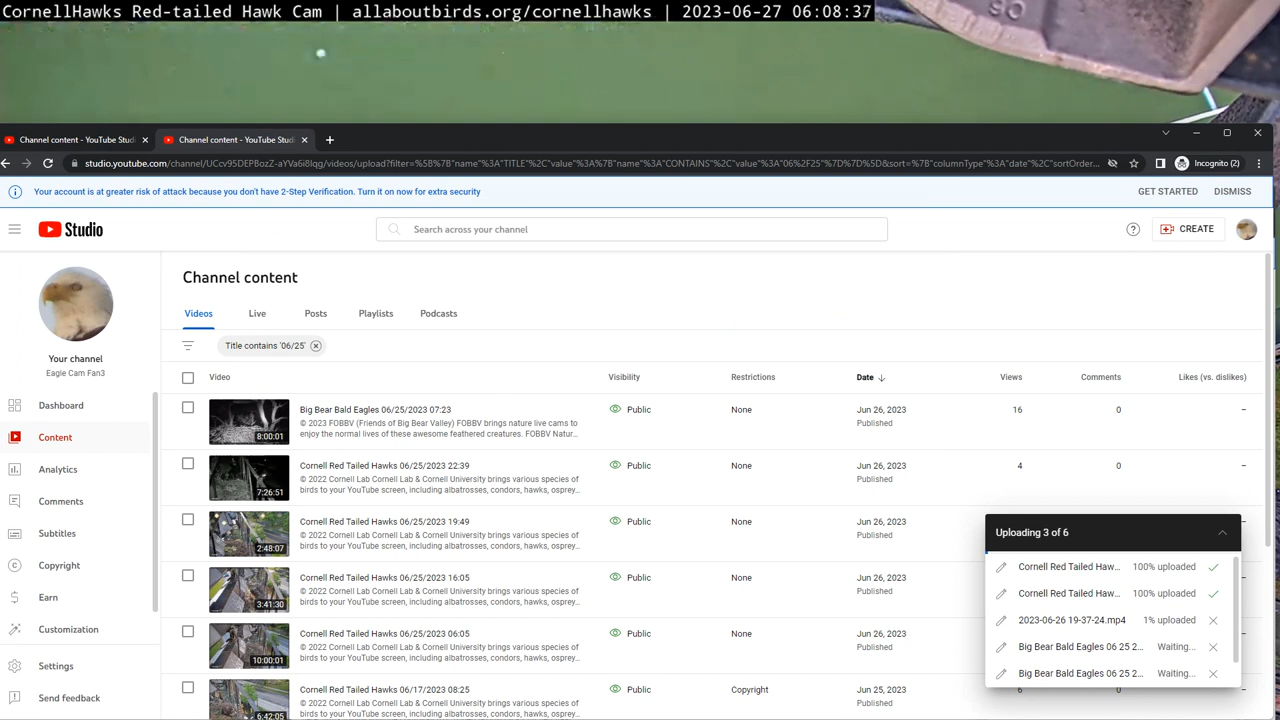 CornellHawks Red-tailed Hawk Cam | allaboutbirds.org/cornellhawks | 2023-06-27 06:08:37
Channel content - YouTube Studi
Channel content - YouTube Studi
studio.youtube.com/channel/UCcv95DEPBozZ-aYVa6i8Iqg/videos/upload?filter=%5B%7B"name"%3A"TITLE"%2C"value"%3A%7B"name"%3A"CONTAINS"%2C"value"%3A"06%2F25"%7D%7D%5D&sort=%7B"columnType"%3A"date"%2C"sortOrder...
Incognito (2)
Your account is at greater risk of attack because you don't have 2-Step Verification. Turn it on now for extra security
GET STARTED
DISMISS
Studio
Search across your channel
CREATE
Your channel
Eagle Cam Fan3
Dashboard
Content
Analytics
Comments
Subtitles
Copyright
Earn
Customization
Settings
Send feedback
Channel content
Videos Live Posts Playlists Podcasts
Title contains '06/25'
Video Visibility Restrictions Date Views Comments Likes (vs. dislikes)
Big Bear Bald Eagles 06/25/2023 07:23 Public None Jun 26, 2023 16 0 –
© 2023 FOBBV (Friends of Big Bear Valley) FOBBV brings nature live cams to Published
8:00:01 enjoy the normal lives of these awesome feathered creatures. FOBBV Natur...
Cornell Red Tailed Hawks 06/25/2023 22:39 Public None Jun 26, 2023 4 0 –
© 2022 Cornell Lab Cornell Lab & Cornell University brings various species of Published
7:26:51 birds to your YouTube screen, including albatrosses, condors, hawks, osprey...
Cornell Red Tailed Hawks 06/25/2023 19:49 Public None Jun 26, 2023
© 2022 Cornell Lab Cornell Lab & Cornell University brings various species of Published
2:48:07 birds to your YouTube screen, including albatrosses, condors, hawks, osprey...
Cornell Red Tailed Hawks 06/25/2023 16:05 Public None Jun 26, 2023
© 2022 Cornell Lab Cornell Lab & Cornell University brings various species of Published
3:41:30 birds to your YouTube screen, including albatrosses, condors, hawks, osprey...
Cornell Red Tailed Hawks 06/25/2023 06:05 Public None Jun 26, 2023
© 2022 Cornell Lab Cornell Lab & Cornell University brings various species of Published
10:00:01 birds to your YouTube screen, including albatrosses, condors, hawks, osprey...
Cornell Red Tailed Hawks 06/17/2023 08:25 Public Copyright Jun 25, 2023
© 2022 Cornell Lab Cornell Lab & Cornell University brings various species of Published
6:42:05
Uploading 3 of 6
Cornell Red Tailed Haw... 100% uploaded
Cornell Red Tailed Haw... 100% uploaded
2023-06-26 19-37-24.mp4 1% uploaded
Big Bear Bald Eagles 06 25 2... Waiting...
Big Bear Bald Eagles 06 25 2... Waiting...